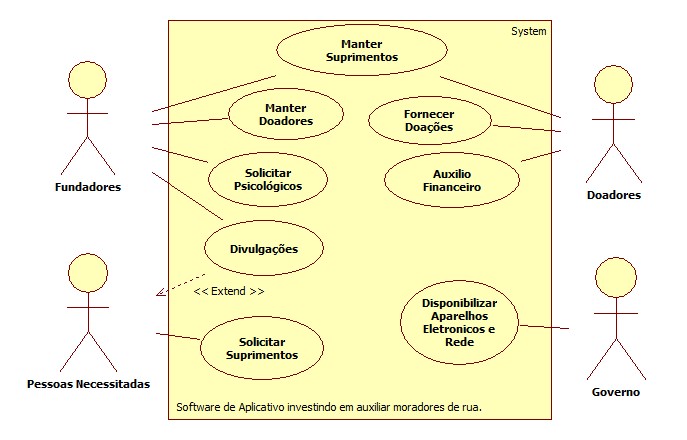 System
Manter
Suprimentos
Manter
Doadores
Fornecer
Doações
Fundadores
Solicitar
Psicológicos
Auxilio
Financeiro
Doadores
Divulgações
<< Extend >>
Disponibilizar
Aparelhos
Eletronicos e
Rede
Solicitar
Suprimentos
Pessoas Necessitadas
Governo
Software de Aplicativo investindo em auxiliar moradores de rua.